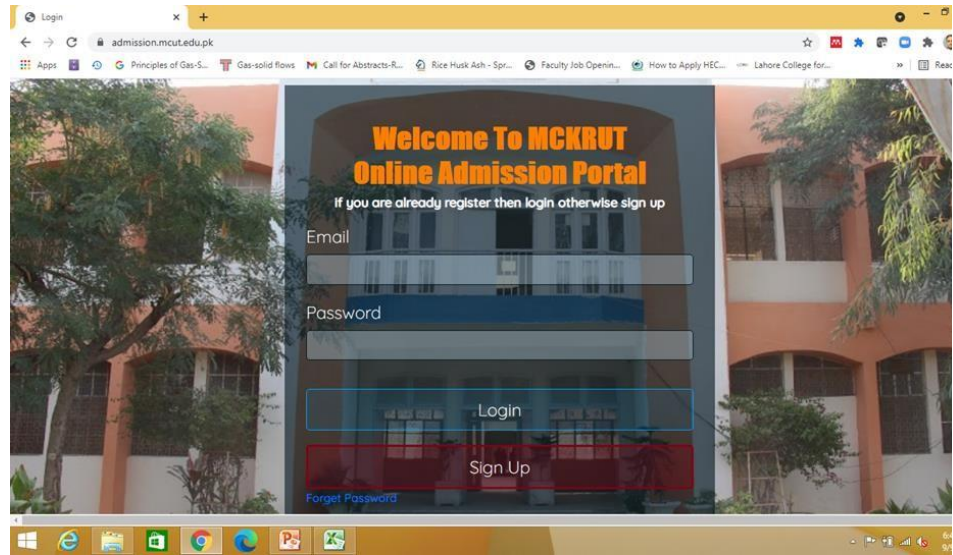 Login
admission.mcut.edu.pk
Apps
Principles of Gas-S...
Gas-solid flows
Call for Abstracts-R...
Rice Husk Ash - Spr...
Faculty Job Openin...
How to Apply HEC...
Lahore College for...
»
Welcome To MCKRUT
Online Admission Portal
If you are already register then login otherwise sign up
Email
Password
Login
Sign Up
Forget Password